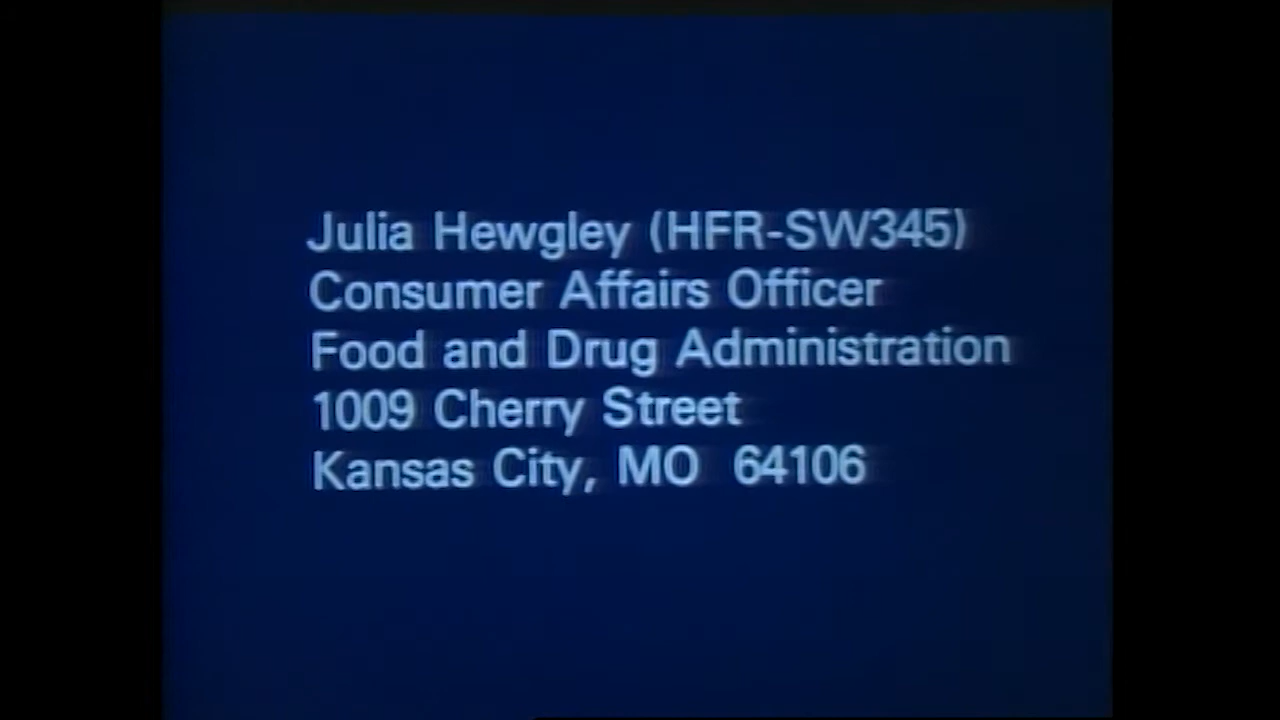 Julia Hewgley (HFR-SW345)
Consumer Affairs Officer
Food and Drug Administration
1009 Cherry Street
Kansas City, MO 64106